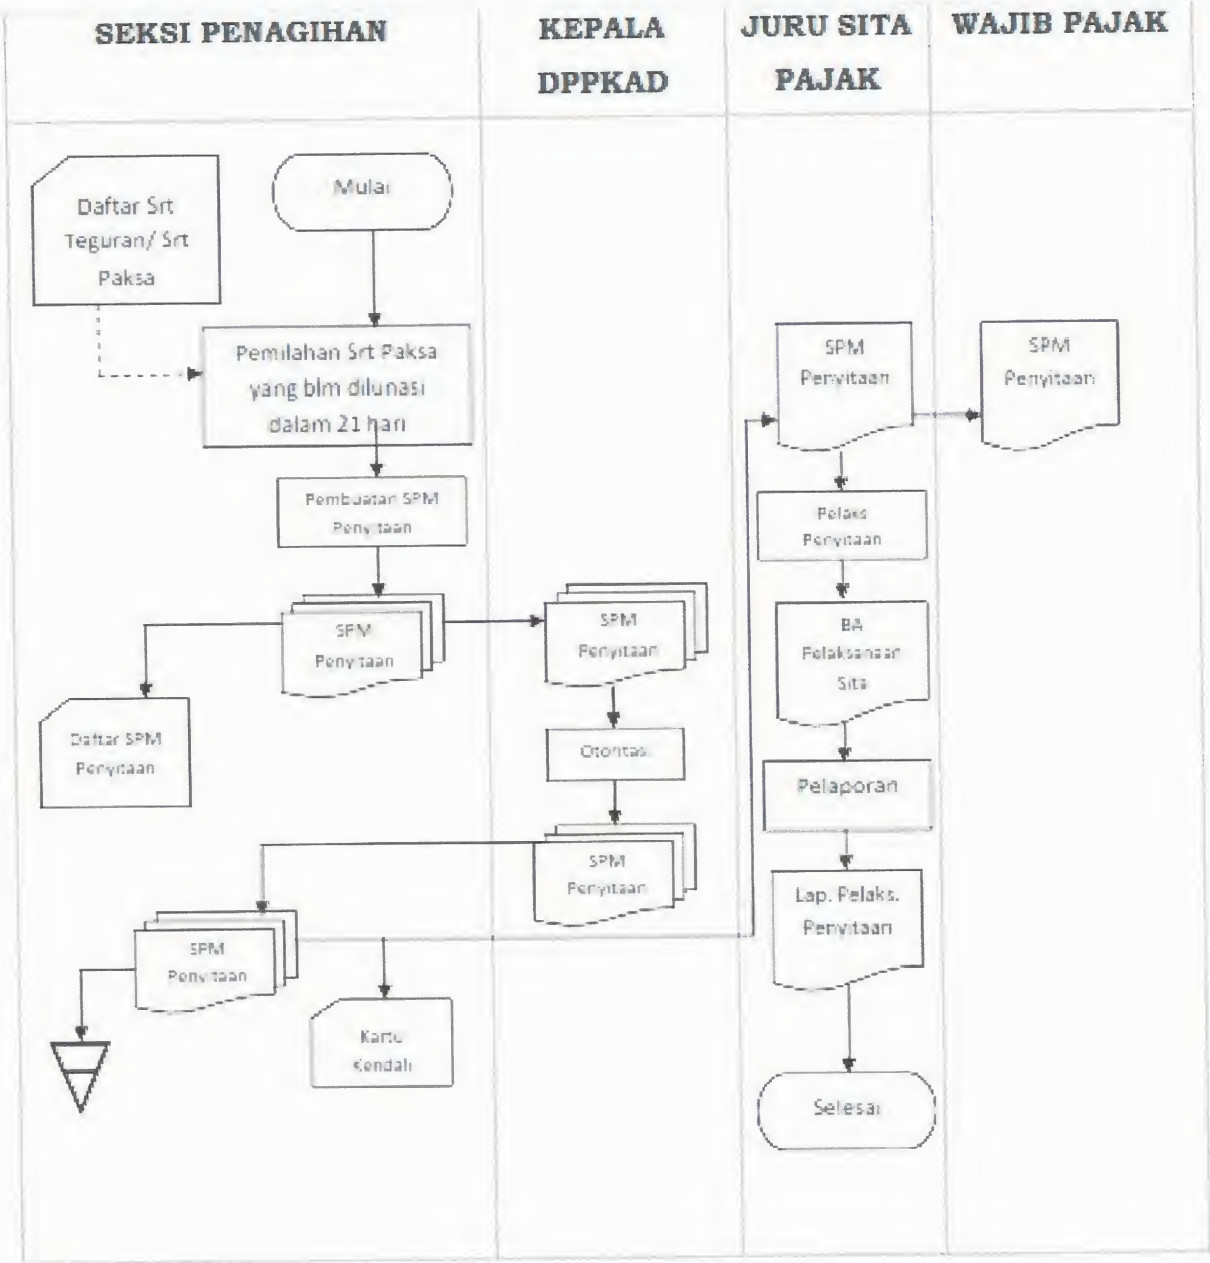 SEKSI PENAGIHAN
KEPALA
DPPKAD
JURU SITA
PAJAK
WAJIB PAJAK
Daftar Srt
Teguran/ Srt
Paksa
Mulai
Pemilahan Srt Paksa
yang blm dilunasi
dalam 21 hari
Pembuatan SPM
Penyitaan
SPM
Penyitaan
Daftar SPM
Penyitaan
SPM
Penyitaan
Kartu
Kendali
SPM
Penyitaan
Otoritas
SPM
Penyitaan
SPM
Penyitaan
Pelaks
Penyitaan
BA
Pelaksanaan
Sita
Pelaporan
Lap. Pelaks.
Penyitaan
Selesai
SPM
Penyitaan